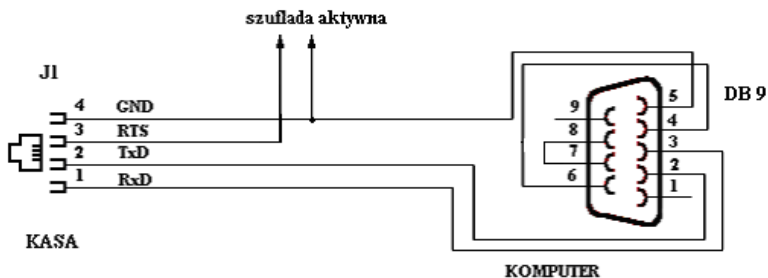 szuflada aktywna
J1
4 GND
3 RTS
2 TxD
1 RxD
KASA
DB 9
9
8
7
6
5
4
3
2
1
KOMPUTER